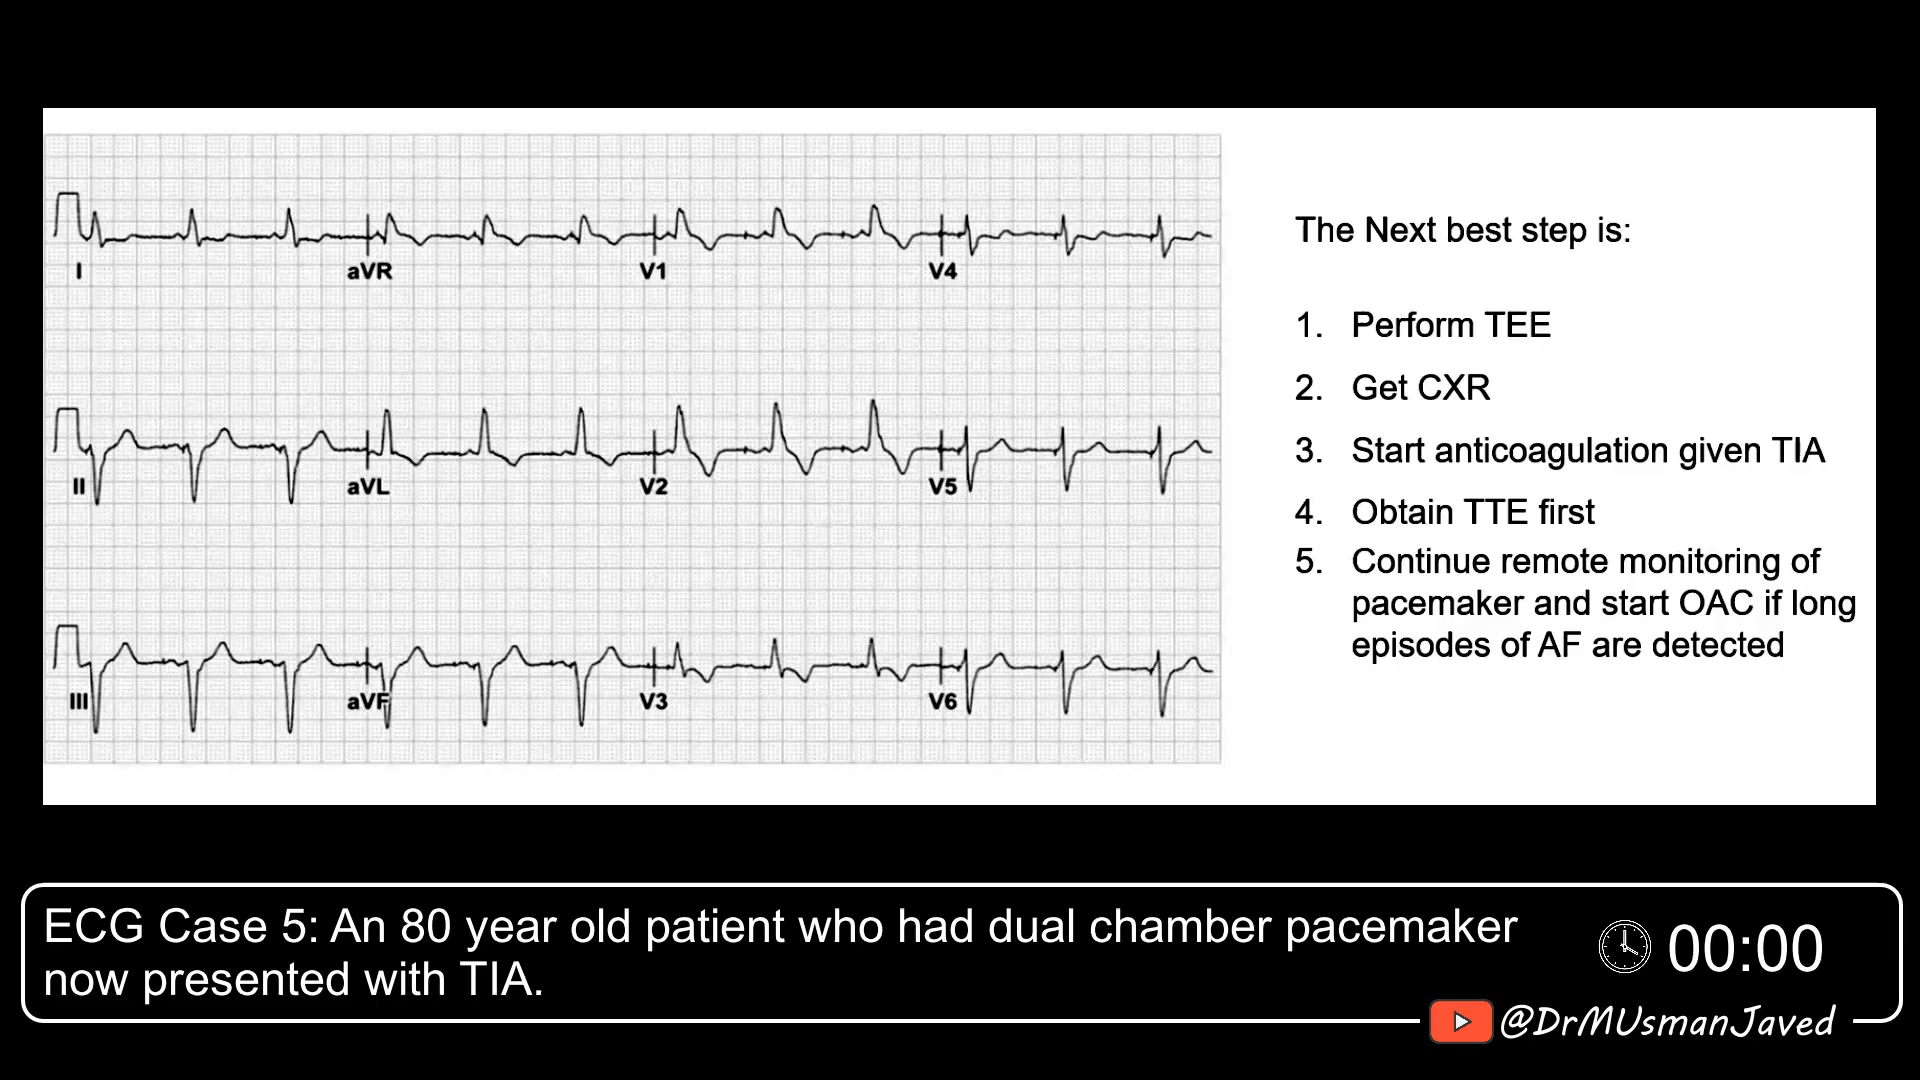 I
aVR
V1
V4
II
aVL
V2
V5
III
aVF
V3
V6
The Next best step is:
1. Perform TEE
2. Get CXR
3. Start anticoagulation given TIA
4. Obtain TTE first
5. Continue remote monitoring of
pacemaker and start OAC if long
episodes of AF are detected
ECG Case 5: An 80 year old patient who had dual chamber pacemaker
now presented with TIA.
00:00
@DrMUsmanJaved